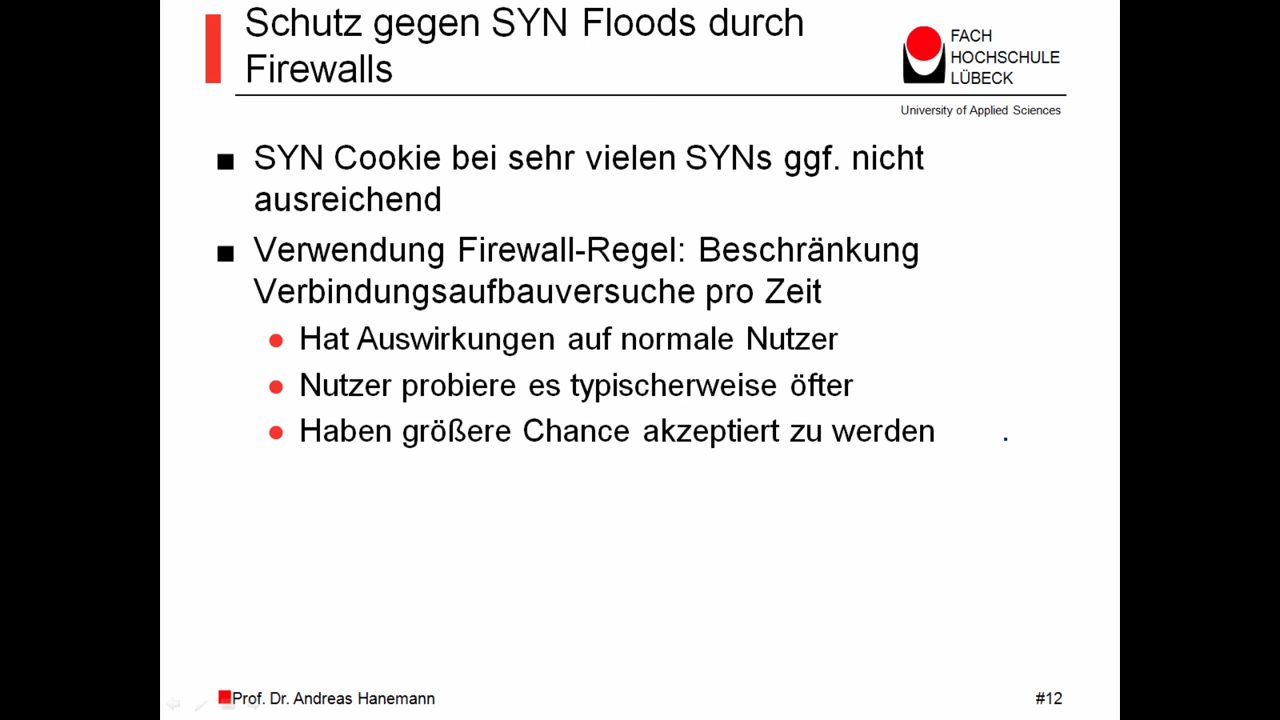 Schutz gegen SYN Floods durch
Firewalls
FACH
HOCHSCHULE
LÜBECK
University of Applied Sciences
SYN Cookie bei sehr vielen SYNs ggf. nicht
ausreichend
Verwendung Firewall-Regel: Beschränkung
Verbindungsaufbauversuche pro Zeit
Hat Auswirkungen auf normale Nutzer
Nutzer probiere es typischerweise öfter
Haben größere Chance akzeptiert zu werden
Prof. Dr. Andreas Hanemann
#12